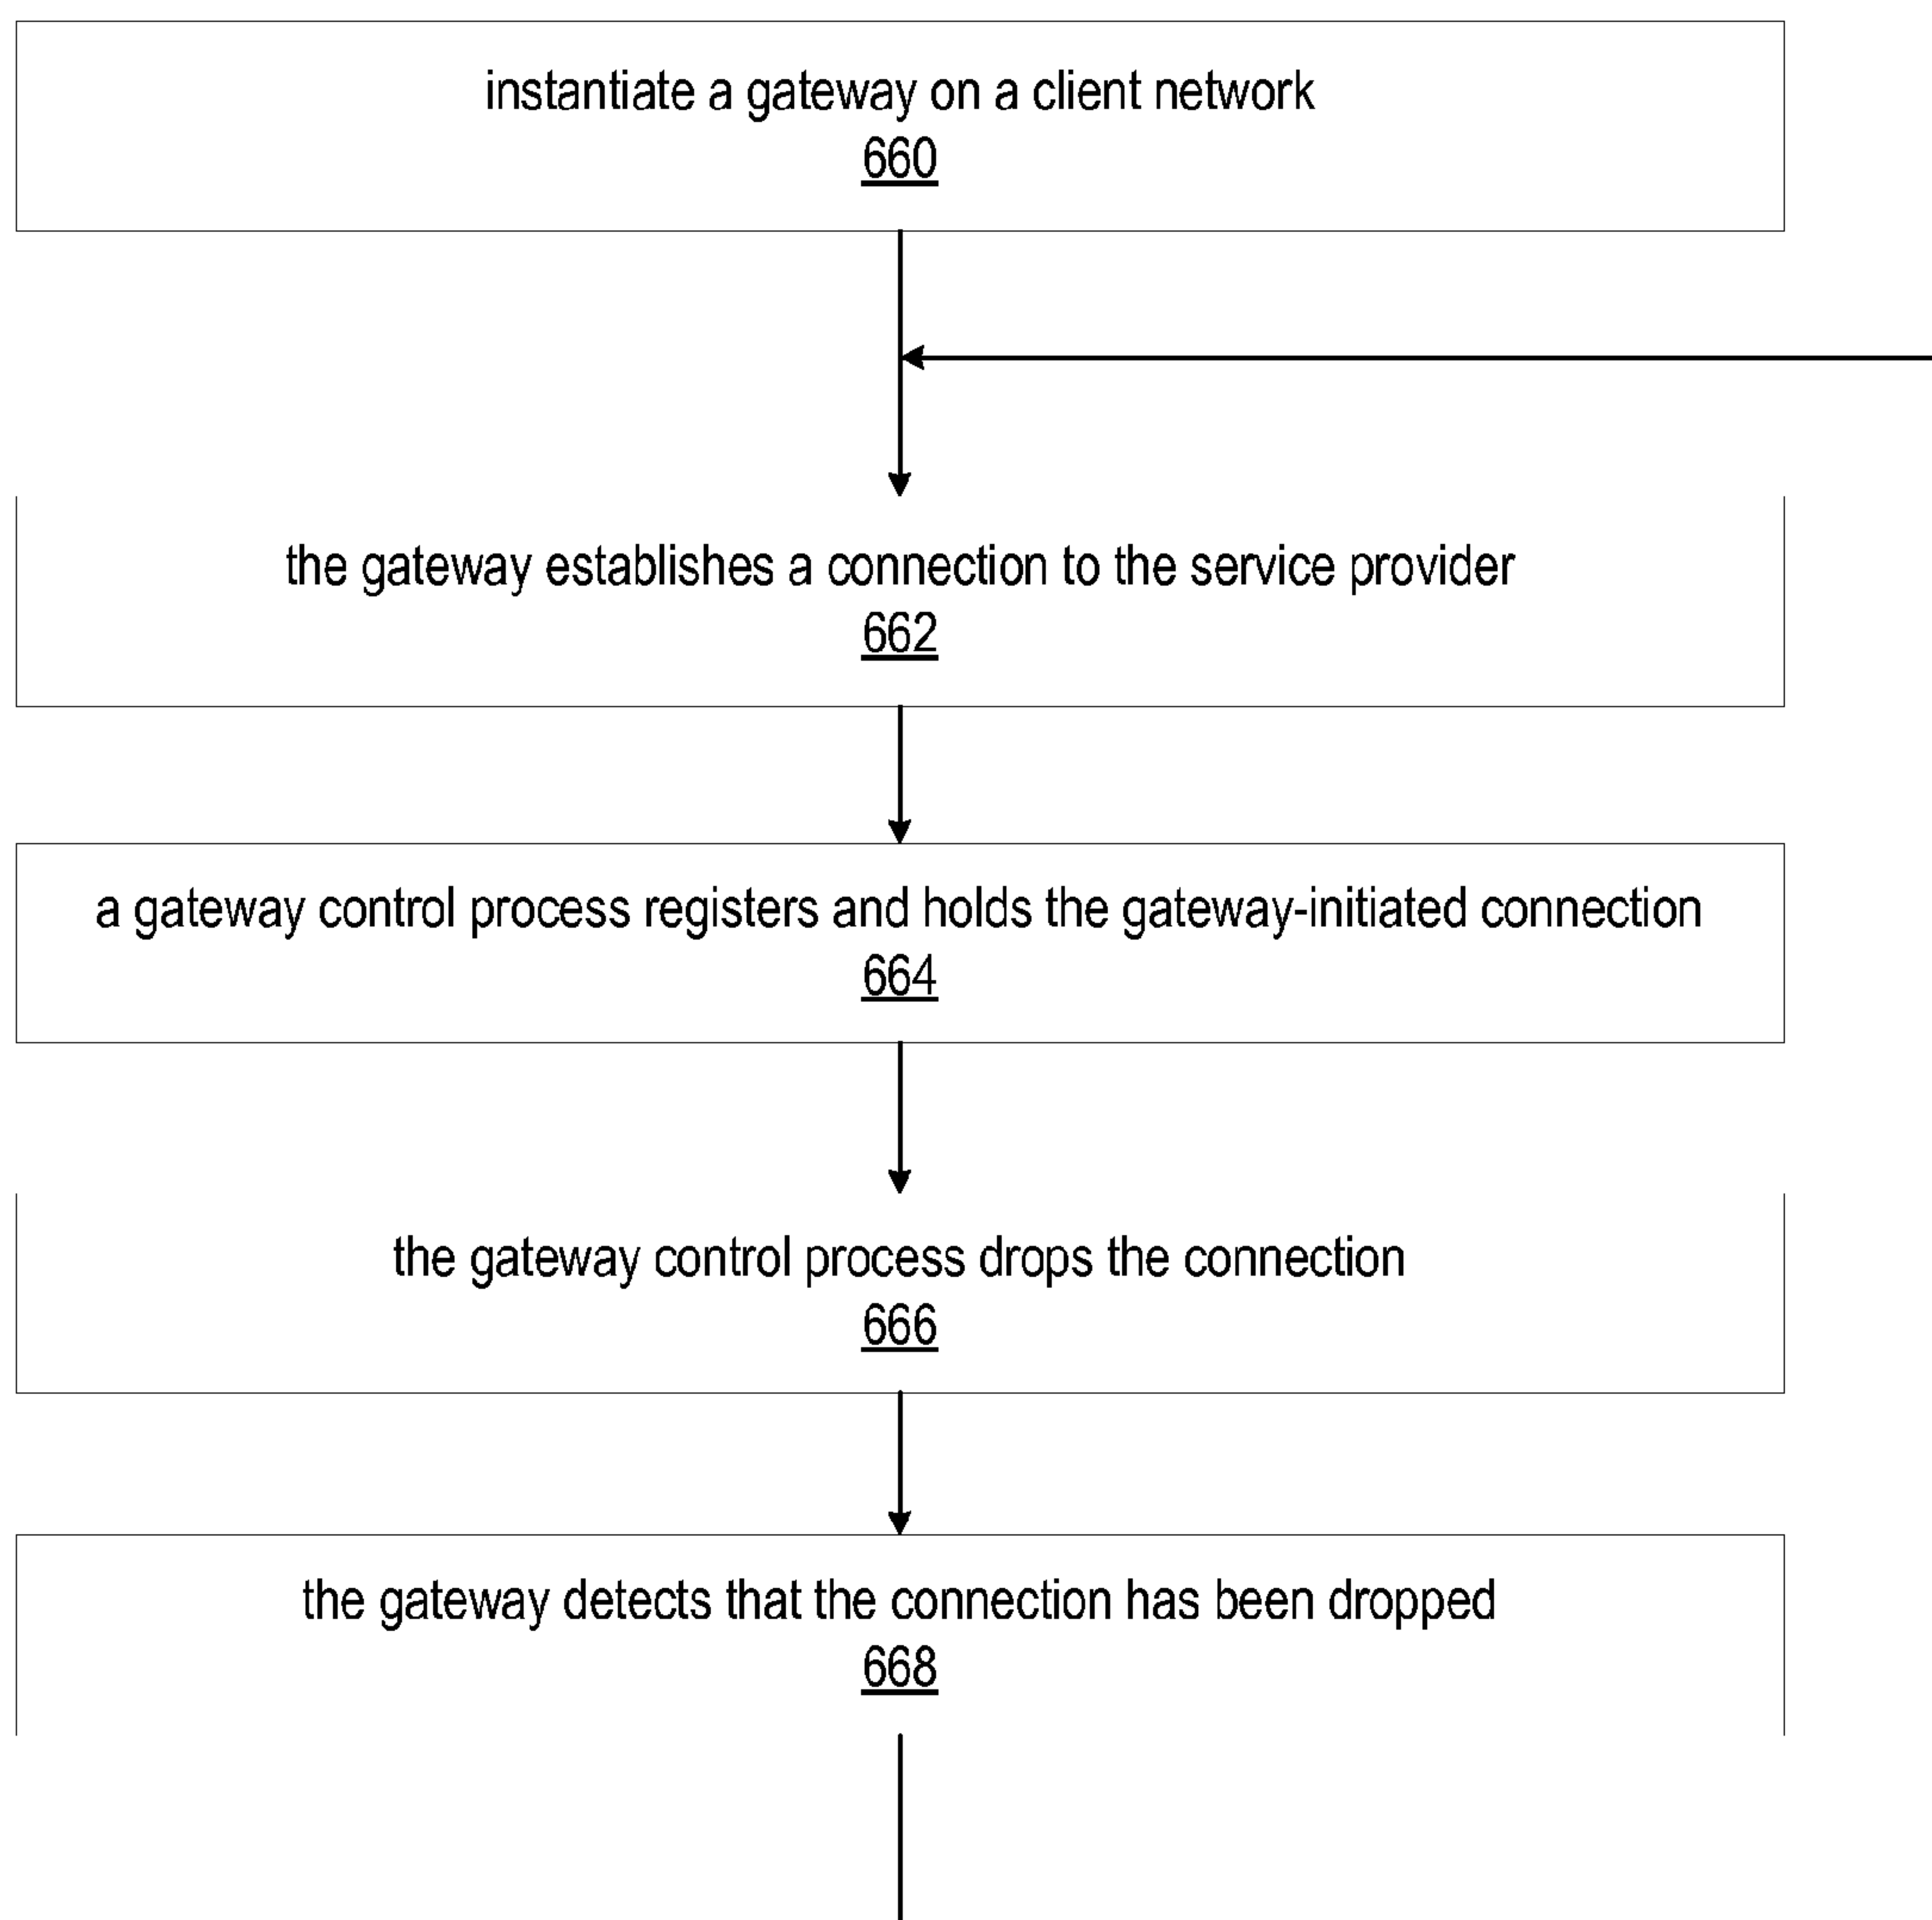 instantiate a gateway on a client network
660
the gateway establishes a connection to the service provider
662
a gateway control process registers and holds the gateway-initiated connection
664
the gateway control process drops the connection
666
the gateway detects that the connection has been dropped
668